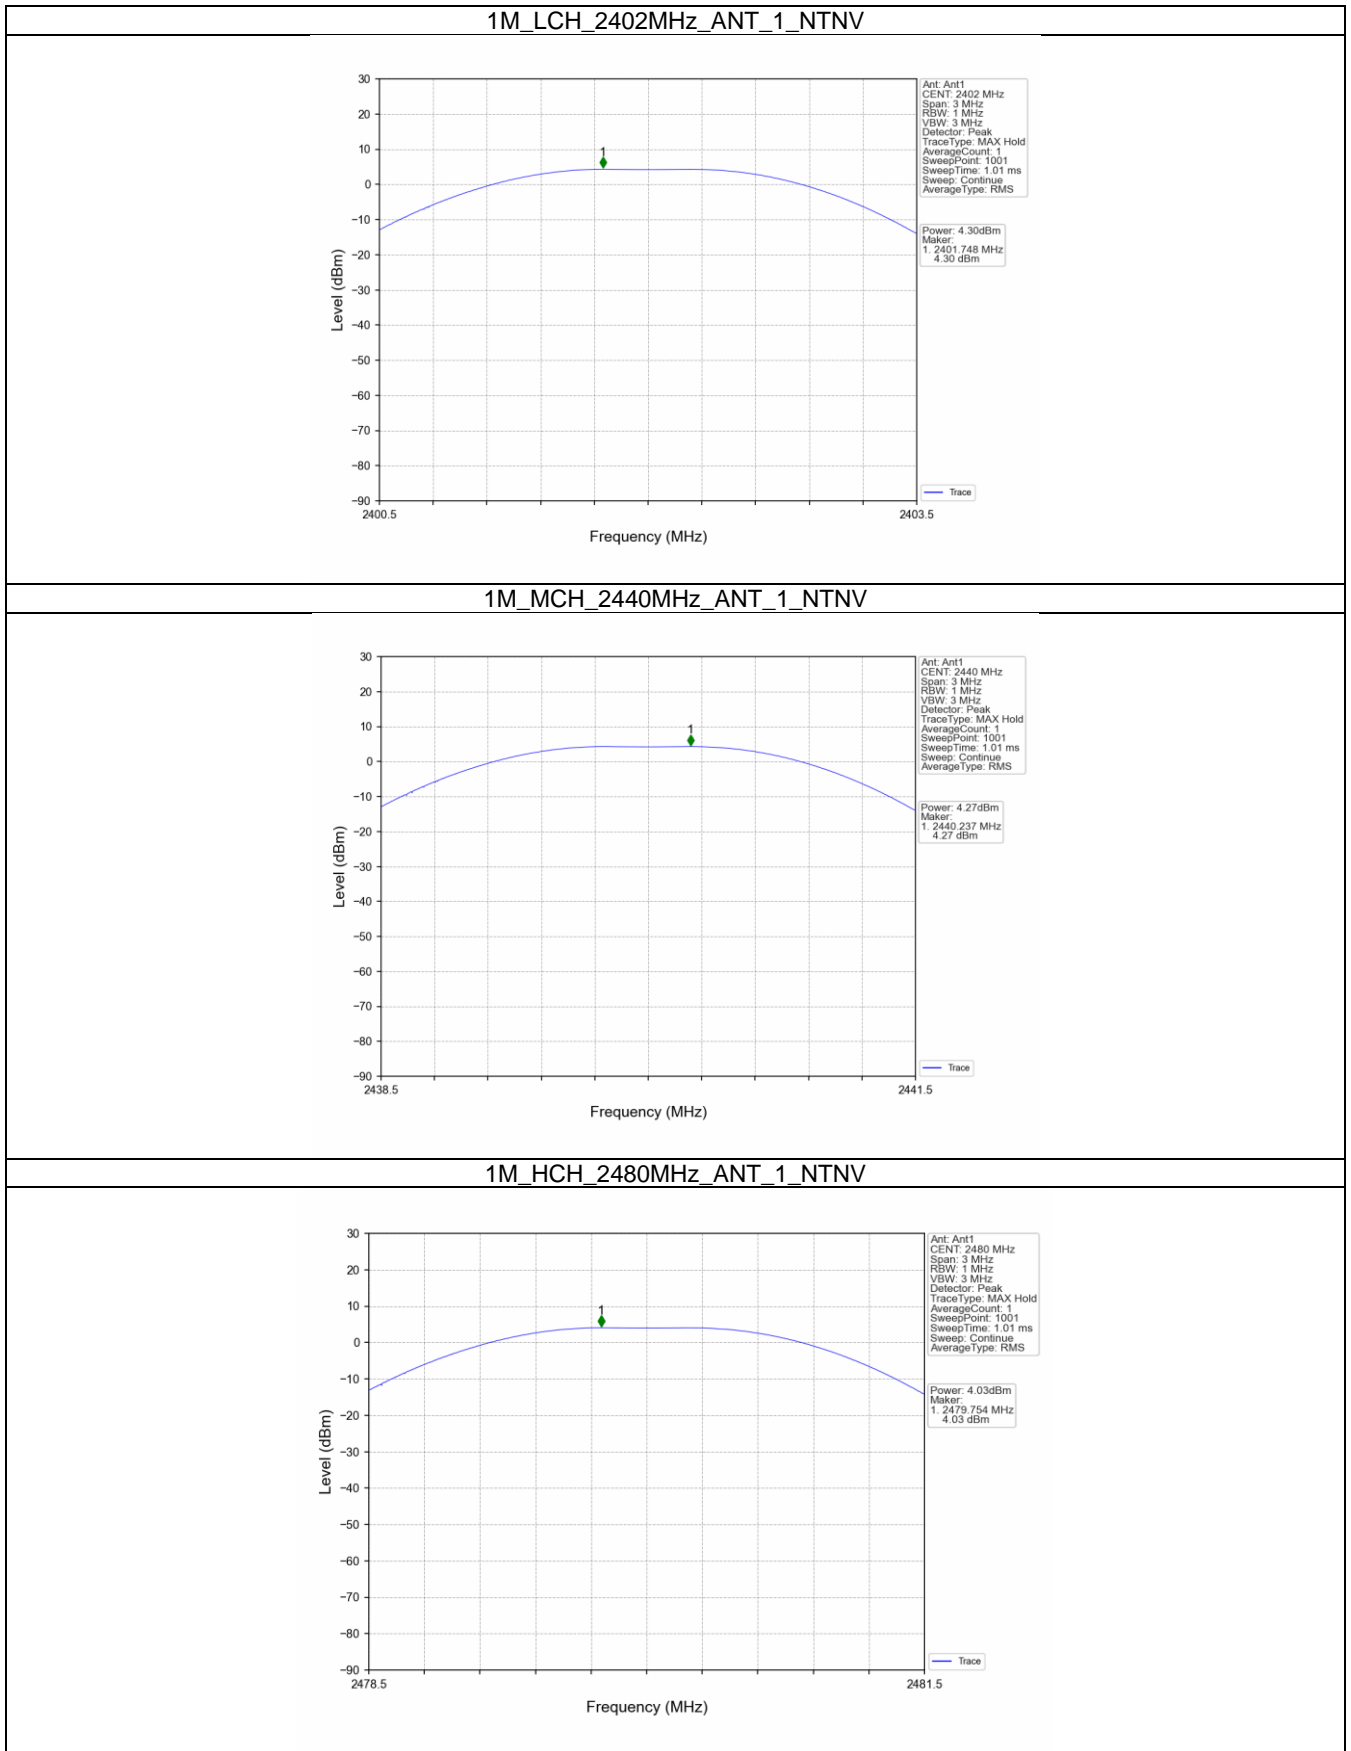 1M_LCH_2402MHz_ANT_1_NTNV
30
20
10
0
−10
−20
−30
−40
−50
−60
−70
−80
−90
Level (dBm)
1
2400.5
2403.5
Frequency (MHz)
Ant: Ant1
CENT: 2402 MHz
Span: 3 MHz
RBW: 1 MHz
VBW: 3 MHz
Detector: Peak
TraceType: MAX Hold
AverageCount: 1
SweepPoint: 1001
SweepTime: 1.01 ms
Sweep: Continue
AverageType: RMS
Power: 4.30dBm
Maker:
1. 2401.748 MHz
4.30 dBm
Trace
1M_MCH_2440MHz_ANT_1_NTNV
30
20
10
0
−10
−20
−30
−40
−50
−60
−70
−80
−90
Level (dBm)
1
2438.5
2441.5
Frequency (MHz)
Ant: Ant1
CENT: 2440 MHz
Span: 3 MHz
RBW: 1 MHz
VBW: 3 MHz
Detector: Peak
TraceType: MAX Hold
AverageCount: 1
SweepPoint: 1001
SweepTime: 1.01 ms
Sweep: Continue
AverageType: RMS
Power: 4.27dBm
Maker:
1. 2440.237 MHz
4.27 dBm
Trace
1M_HCH_2480MHz_ANT_1_NTNV
30
20
10
0
−10
−20
−30
−40
−50
−60
−70
−80
−90
Level (dBm)
1
2478.5
2481.5
Frequency (MHz)
Ant: Ant1
CENT: 2480 MHz
Span: 3 MHz
RBW: 1 MHz
VBW: 3 MHz
Detector: Peak
TraceType: MAX Hold
AverageCount: 1
SweepPoint: 1001
SweepTime: 1.01 ms
Sweep: Continue
AverageType: RMS
Power: 4.03dBm
Maker:
1. 2479.754 MHz
4.03 dBm
Trace